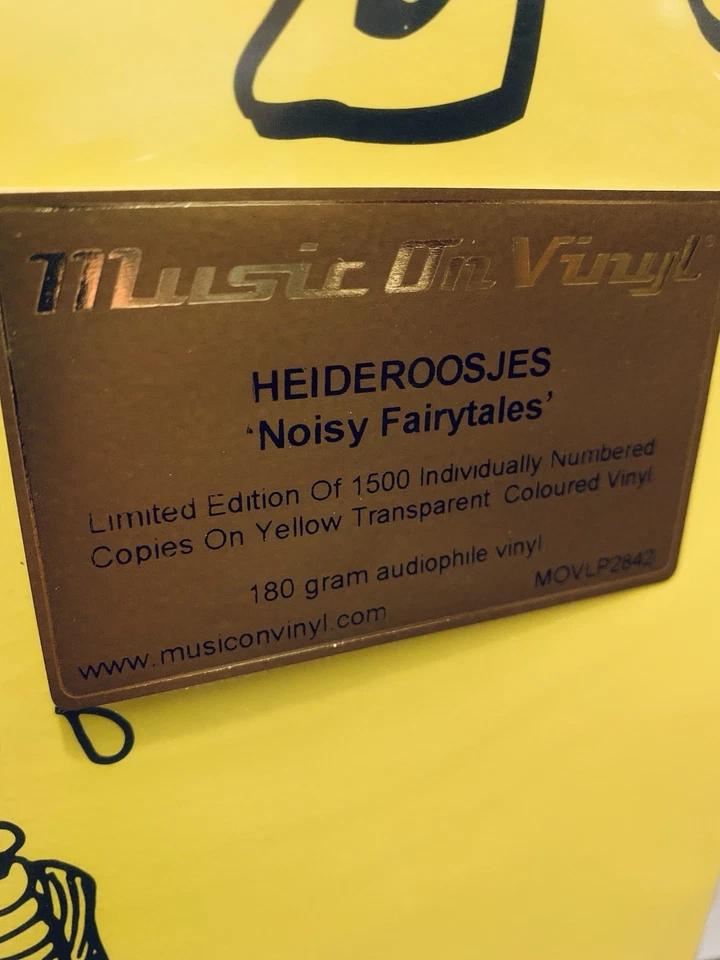 Music On Vinyl
HEIDEROOSJES
'Noisy Fairytales'
Limited Edition Of 1500 Individually Numbered
Copies On Yellow Transparent Coloured Vinyl
180 gram audiophile vinyl
MOVLP2842
www.musiconvinyl.com